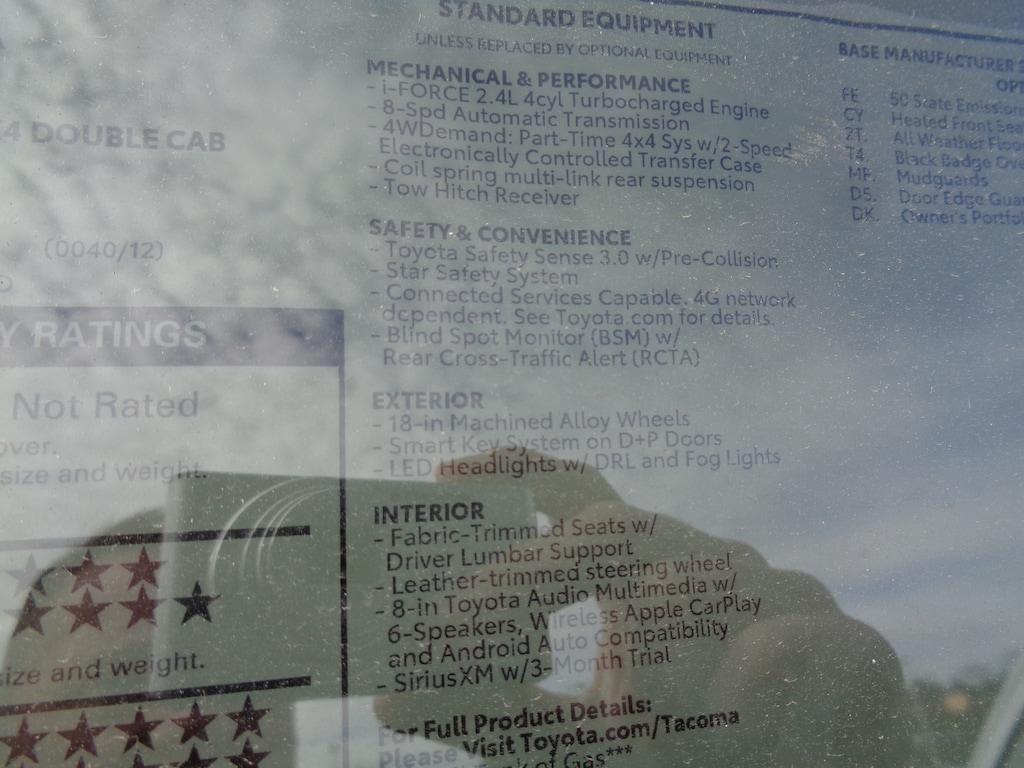 STANDARD EQUIPMENT
UNLESS REPLACED BY OPTIONAL EQUIPMENT
MECHANICAL & PERFORMANCE
- i-FORCE 2.4L 4cyl Turbocharged Engine
- 8-Spd Automatic Transmission
- 4WDemand: Part-Time 4x4 Sys w/2-Speed
Electronically Controlled Transfer Case
- Coil spring multi-link rear suspension
- Tow Hitch Receiver
SAFETY & CONVENIENCE
- Toyota Safety Sense 3.0 w/Pre-Collision
- Star Safety System
- Connected Services Capable. 4G network
dependent. See Toyota.com for details.
- Blind Spot Monitor (BSM) w/
Rear Cross-Traffic Alert (RCTA)
EXTERIOR
- 18-in Machined Alloy Wheels
- Smart Key System on D+P Doors
- LED Headlights w/ DRL and Fog Lights
INTERIOR
- Fabric-Trimmed Seats w/
Driver Lumbar Support
- Leather-trimmed steering wheel
- 8-in Toyota Audio Multimedia w/
6-Speakers, Wireless Apple CarPlay
and Android Auto Compatibility
- SiriusXM w/3-Month Trial
For Full Product Details:
Please Visit Toyota.com/Tacoma
of Gas***
4 DOUBLE CAB
(0040/12)
Y RATINGS
Not Rated
over.
size and weight.
size and weight.
BASE MANUFACTURER
OPT
FE 50 State Emission
CY Heated Front Sea
2T. All Weather Floo
T4. Black Badge Ove
MF. Mudguards
D5. Door Edge Gua
DK. Owner's Portfol